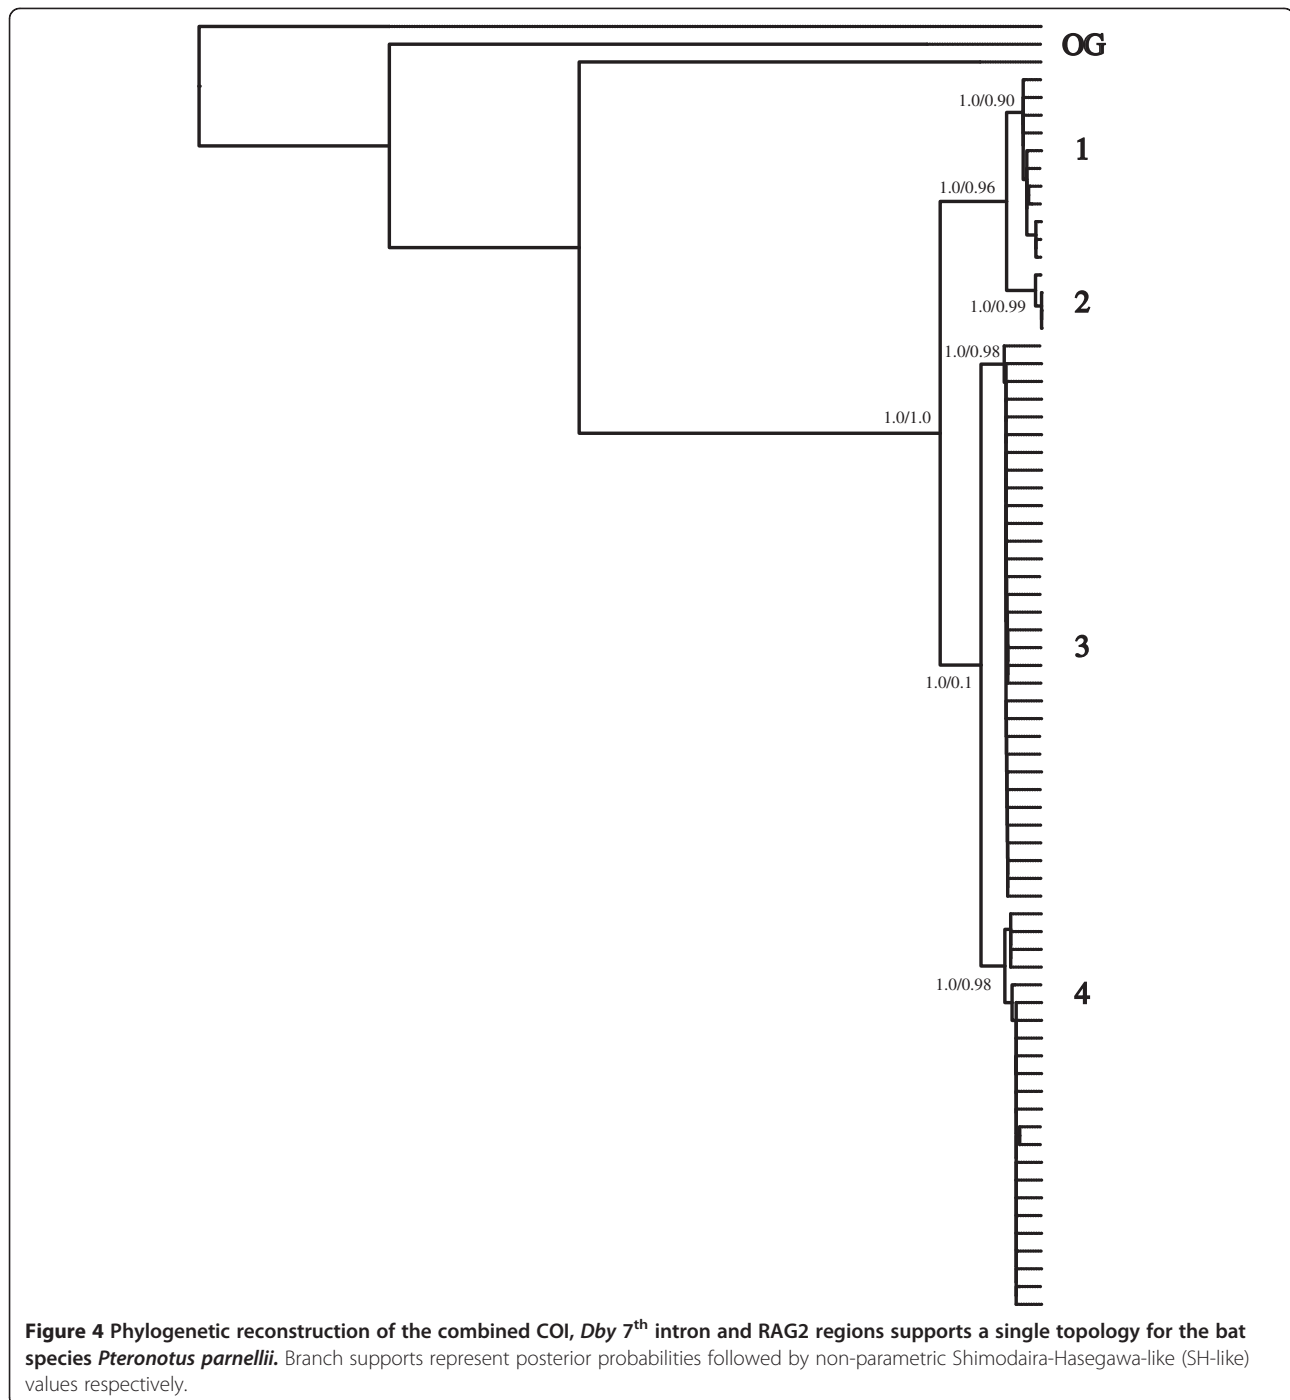 OG
1.0/0.90
1
1.0/0.96
2
1.0/0.99
1.0/0.98
1.0/1.0
3
1.0/0.1
1.0/0.98
4
Figure 4 Phylogenetic reconstruction of the combined COI, Dby 7th intron and RAG2 regions supports a single topology for the bat
species Pteronotus parnellii. Branch supports represent posterior probabilities followed by non-parametric Shimodaira-Hasegawa-like (SH-like)
values respectively.